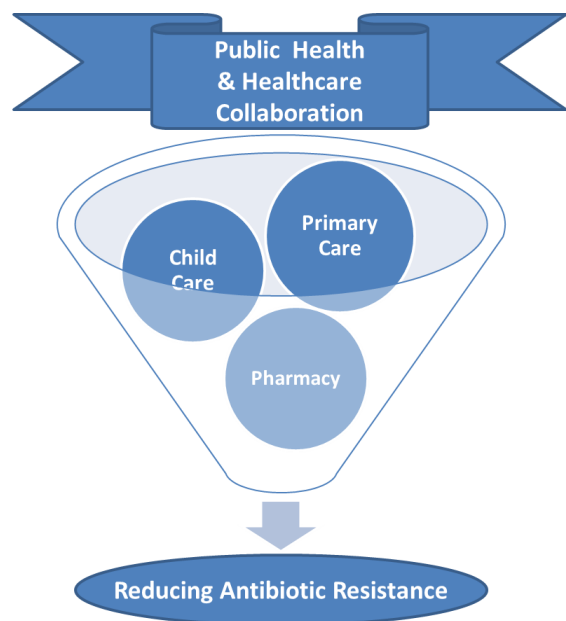 Public Health
& Healthcare
Collaboration
Primary
Care
Child
Care
Pharmacy
Reducing Antibiotic Resistance